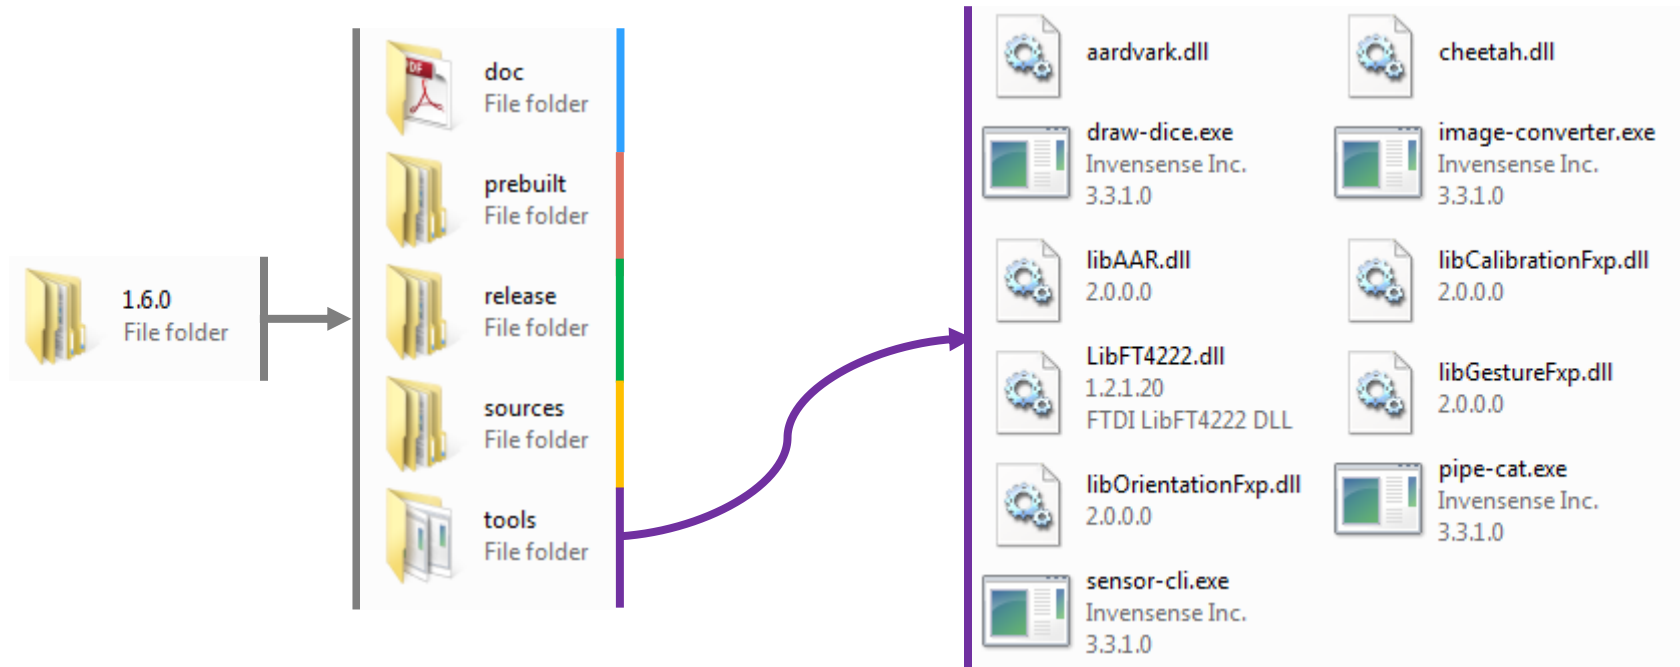 1.6.0
File folder
doc
File folder
prebuilt
File folder
release
File folder
sources
File folder
tools
File folder
aardvark.dll
cheetah.dll
draw-dice.exe
Invensense Inc.
3.3.1.0
image-converter.exe
Invensense Inc.
3.3.1.0
libAAR.dll
2.0.0.0
libCalibrationFxp.dll
2.0.0.0
LibFT4222.dll
1.2.1.20
FTDI LibFT4222 DLL
libGestureFxp.dll
2.0.0.0
libOrientationFxp.dll
2.0.0.0
pipe-cat.exe
Invensense Inc.
3.3.1.0
sensor-cli.exe
Invensense Inc.
3.3.1.0